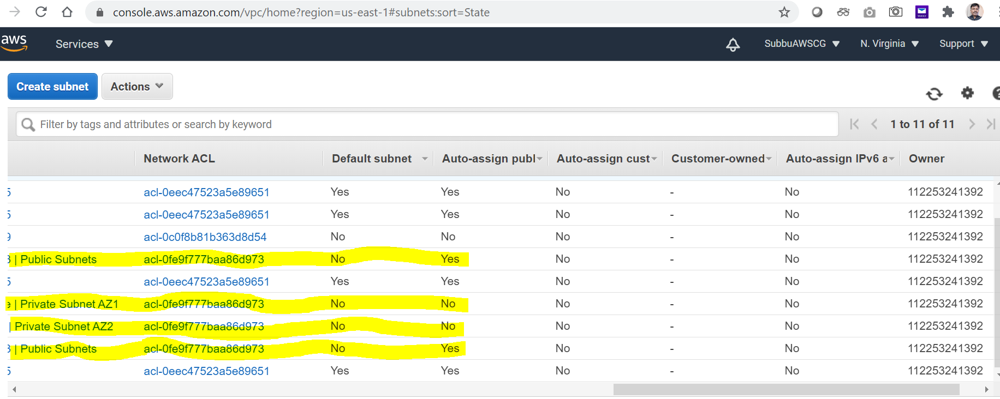 console.aws.amazon.com/vpc/home?region=us-east-1#subnets:sort=State
aws Services SubbuAWSCG N. Virginia Support
Create subnet Actions
Filter by tags and attributes or search by keyword 1 to 11 of 11
Network ACL Default subnet Auto-assign publ Auto-assign cust Customer-owned Auto-assign IPv6 a Owner
5 acl-0eec47523a5e89651 Yes Yes No - No 112253241392
5 acl-0eec47523a5e89651 Yes Yes No - No 112253241392
9 acl-0c0f8b81b363d8d54 No No No - No 112253241392
3 | Public Subnets acl-0fe9f777baa86d973 No Yes No - No 112253241392
5 acl-0eec47523a5e89651 Yes Yes No - No 112253241392
e | Private Subnet AZ1 acl-0fe9f777baa86d973 No No No - No 112253241392
| Private Subnet AZ2 acl-0fe9f777baa86d973 No No No - No 112253241392
3 | Public Subnets acl-0fe9f777baa86d973 No Yes No - No 112253241392
5 acl-0eec47523a5e89651 Yes Yes No - No 112253241392